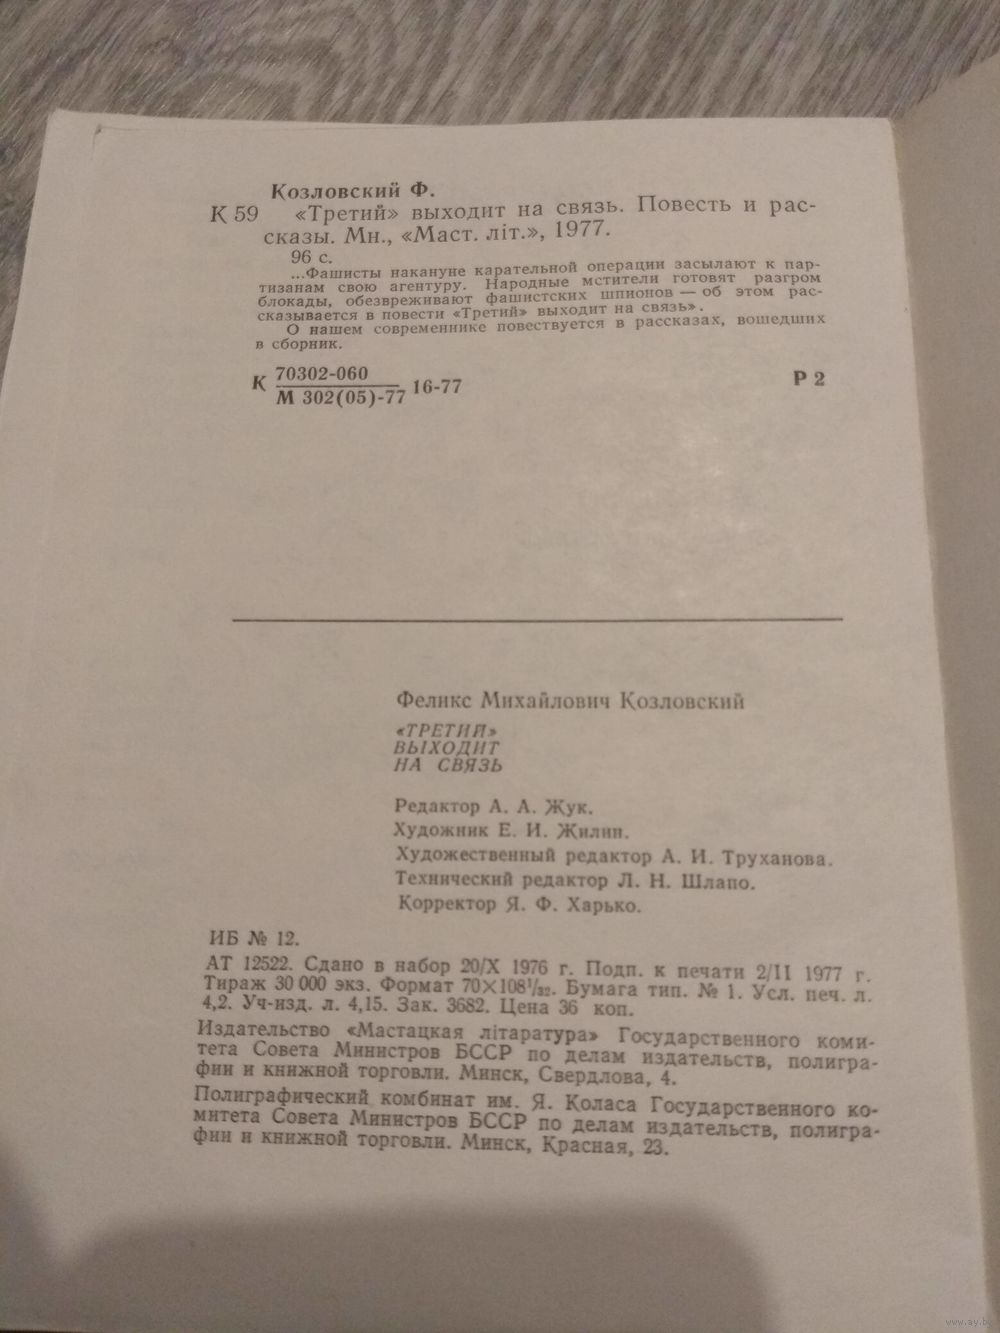 Козловский Ф.
К 59 «Третий» выходит на связь. Повесть и рас-
сказы. Мн., «Маст. літ.», 1977.
96 с.
...Фашисты накануне карательной операции засылают к пар-
тизанам свою агентуру. Народные мстители готовят разгром
блокады, обезвреживают фашистских шпионов — об этом рас-
сказывается в повести «Третий» выходит на связь».
О нашем современнике повествуется в рассказах, вошедших
в сборник.
К 70302-060
М 302(05)-77 16-77 Р 2
Феликс Михайлович Козловский
«ТРЕТИЙ»
ВЫХОДИТ
НА СВЯЗЬ
Редактор А. А. Жук.
Художник Е. И. Жилин.
Художественный редактор А. И. Труханова.
Технический редактор Л. Н. Шлапо.
Корректор Я. Ф. Харько.
ИБ № 12.
АТ 12522. Сдано в набор 20/X 1976 г. Подп. к печати 2/II 1977 г.
Тираж 30 000 экз. Формат 70×108¹/₃₂. Бумага тип. № 1. Усл. печ. л.
4,2. Уч-изд. л. 4,15. Зак. 3682. Цена 36 коп.
Издательство «Мастацкая літаратура» Государственного коми-
тета Совета Министров БССР по делам издательств, полигра-
фии и книжной торговли. Минск, Свердлова, 4.
Полиграфический комбинат им. Я. Коласа Государственного ко-
митета Совета Министров БССР по делам издательств, полигра-
фии и книжной торговли. Минск, Красная, 23.